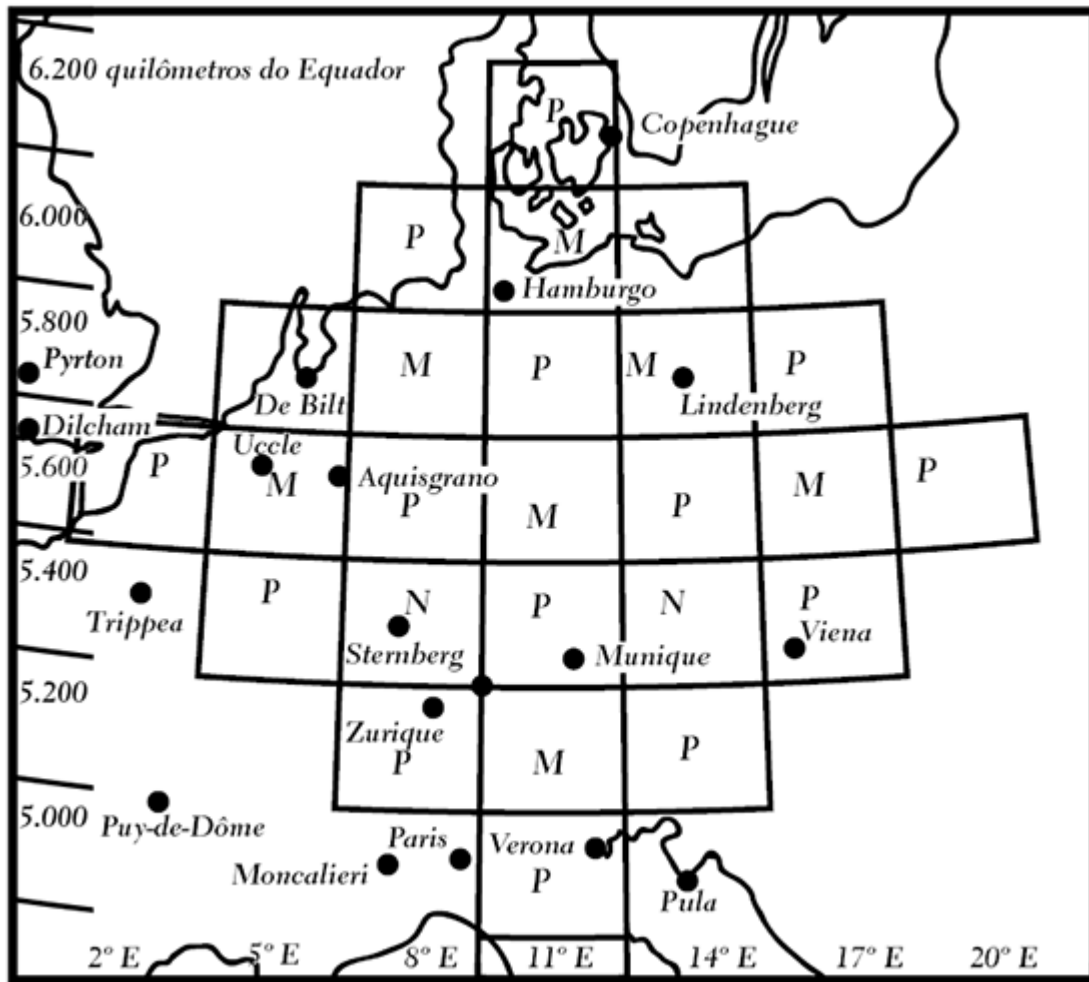 6.200 quilômetros do Equador
P
Copenhague
6.000
P
M
Hamburgo
5.800
Pyrton
M
P
M
P
De Bilt
Lindenberg
Dilcham
Uccle
5.600
P
M
Aquisgrano
P
M
P
M
P
5.400
P
N
P
N
P
Trippea
Sternberg
Munique
Viena
5.200
Zurique
P
M
P
5.000
Puy-de-Dôme
Paris
Verona
Moncalieri
P
Pula
2° E 5° E 8° E 11° E 14° E 17° E 20° E